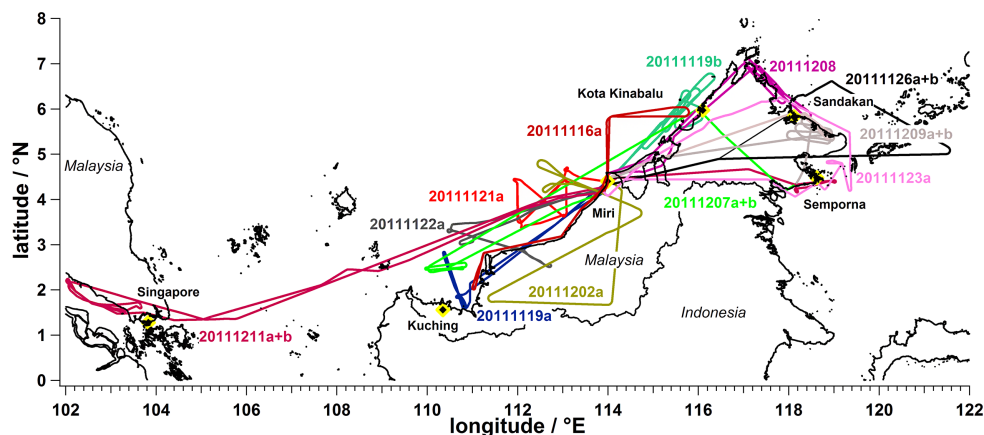 8
7
6
5
4
3
2
1
0
latitude / °N
20111119b
20111208
Kota Kinabalu
20111126a+b
Sandakan
20111116a
20111209a+b
Malaysia
20111123a
20111121a
Semporna
20111207a+b
Miri
20111122a
Malaysia
Singapore
20111202a
Indonesia
20111119a
Kuching
20111211a+b
102 104 106 108 110 112 114 116 118 120 122
longitude / °E